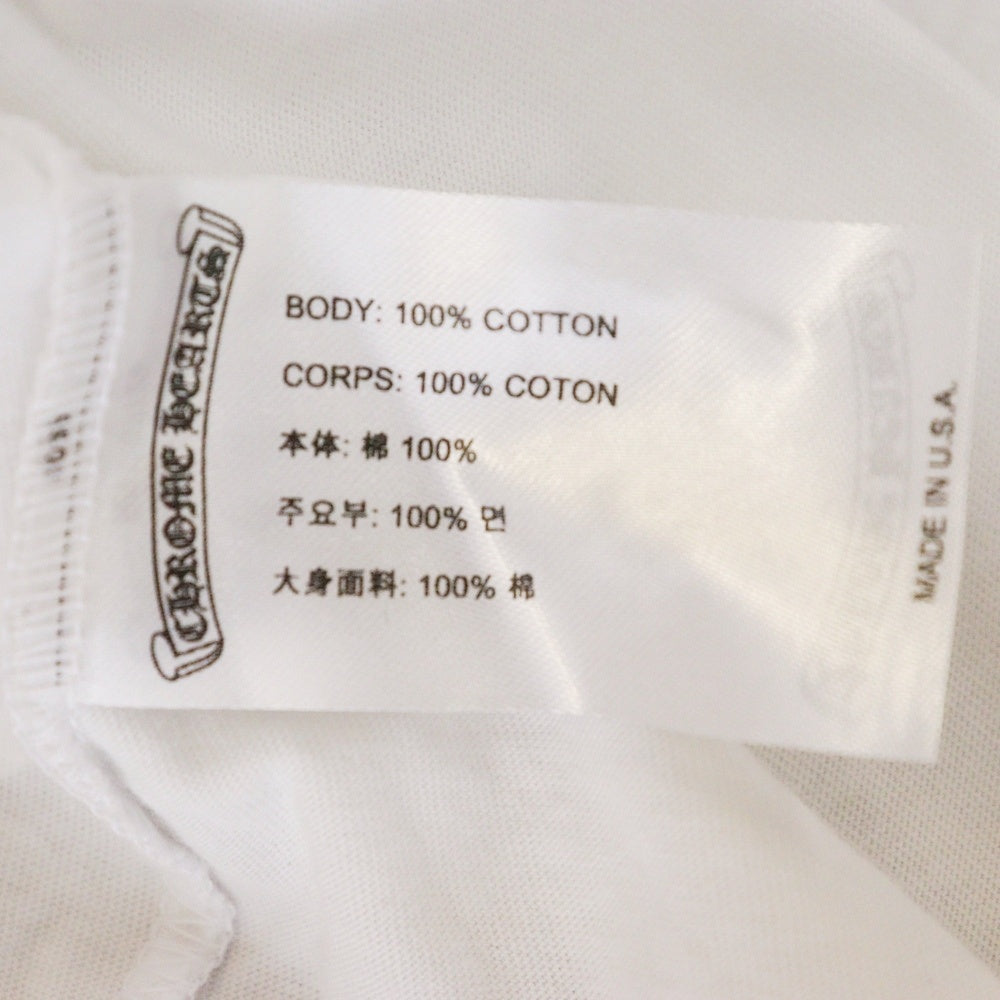 CHROME HEARTS
BODY: 100% COTTON
CORPS: 100% COTON
本体: 棉 100%
주요부: 100% 면
大身面料: 100% 棉
MADE IN U.S.A.